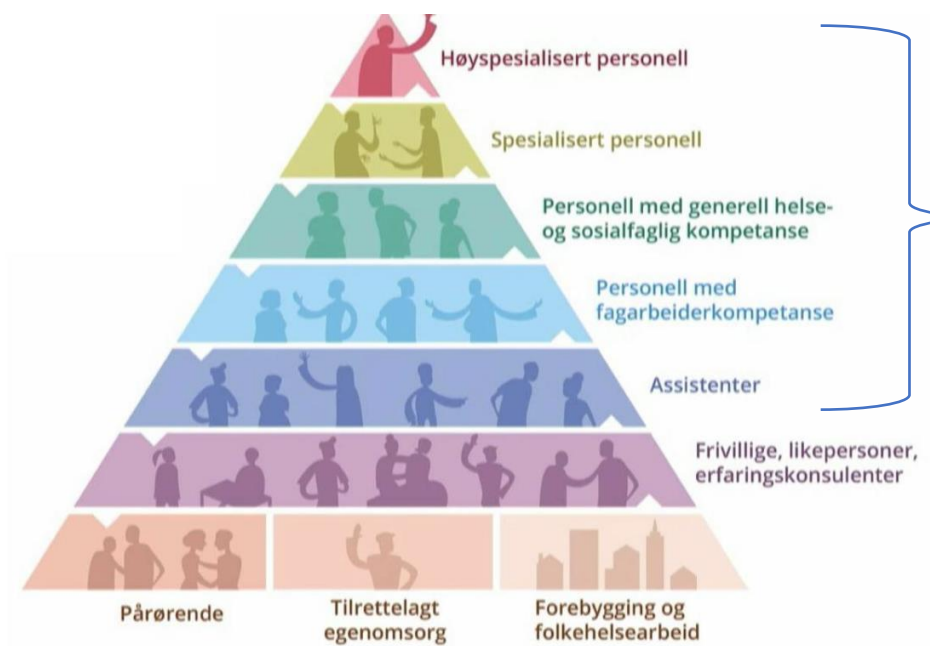 Høyspesialisert personell
Spesialisert personell
Personell med generell helse-
og sosialfaglig kompetanse
Personell med
fagarbeiderkompetanse
Assistenter
Frivillige, likepersoner,
erfaringskonsulenter
Pårørende
Tilrettelagt
egenomsorg
Forebygging og
folkehelsearbeid